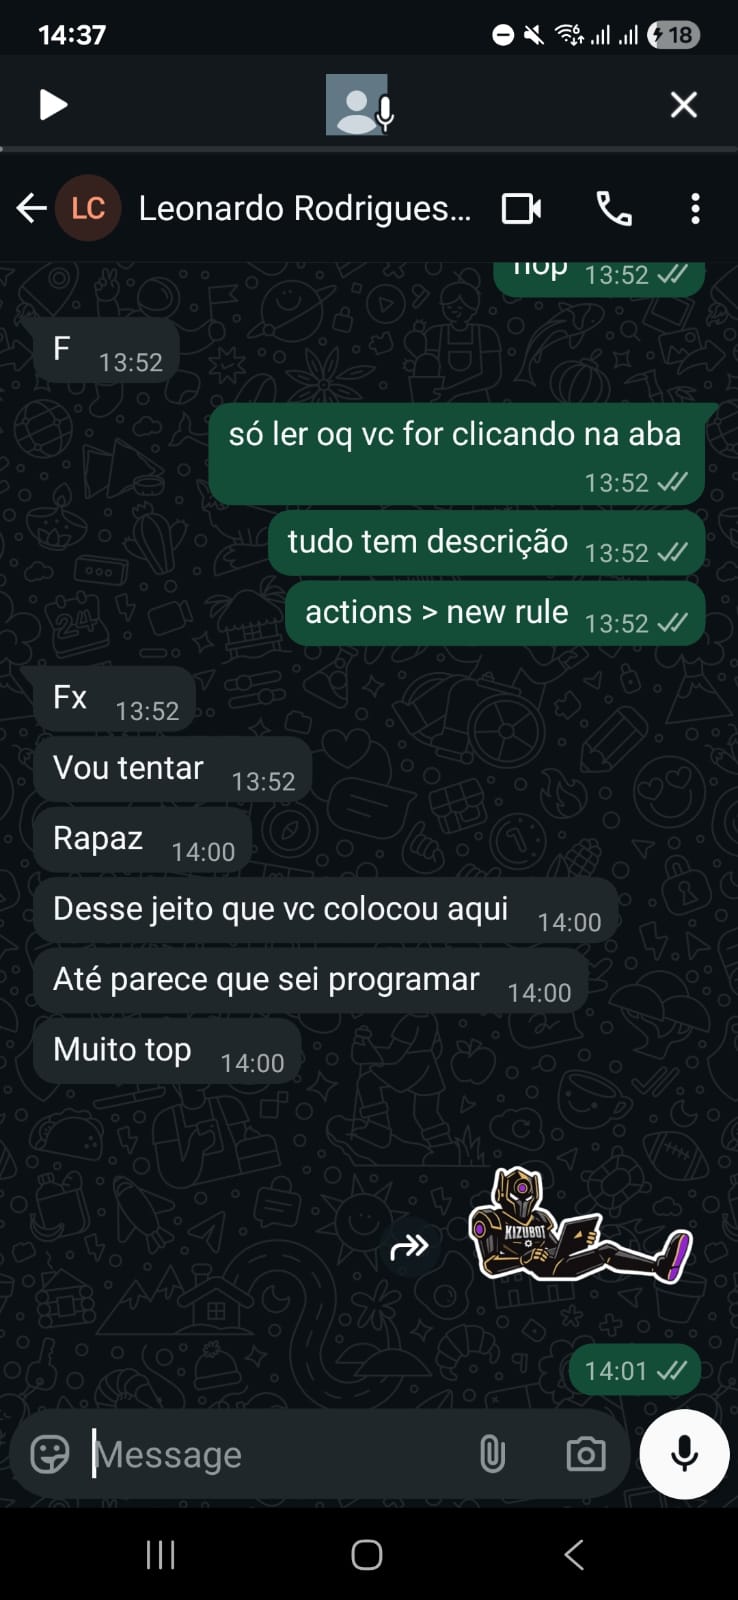 14:37
18
LC
Leonardo Rodrigues...
13:52
F
13:52
só ler oq vc for clicando na aba
13:52
tudo tem descrição
13:52
actions > new rule
13:52
Fx
13:52
Vou tentar
13:52
Rapaz
14:00
Desse jeito que vc colocou aqui
14:00
Até parece que sei programar
14:00
Muito top
14:00
KIZUBOT
14:01
Message